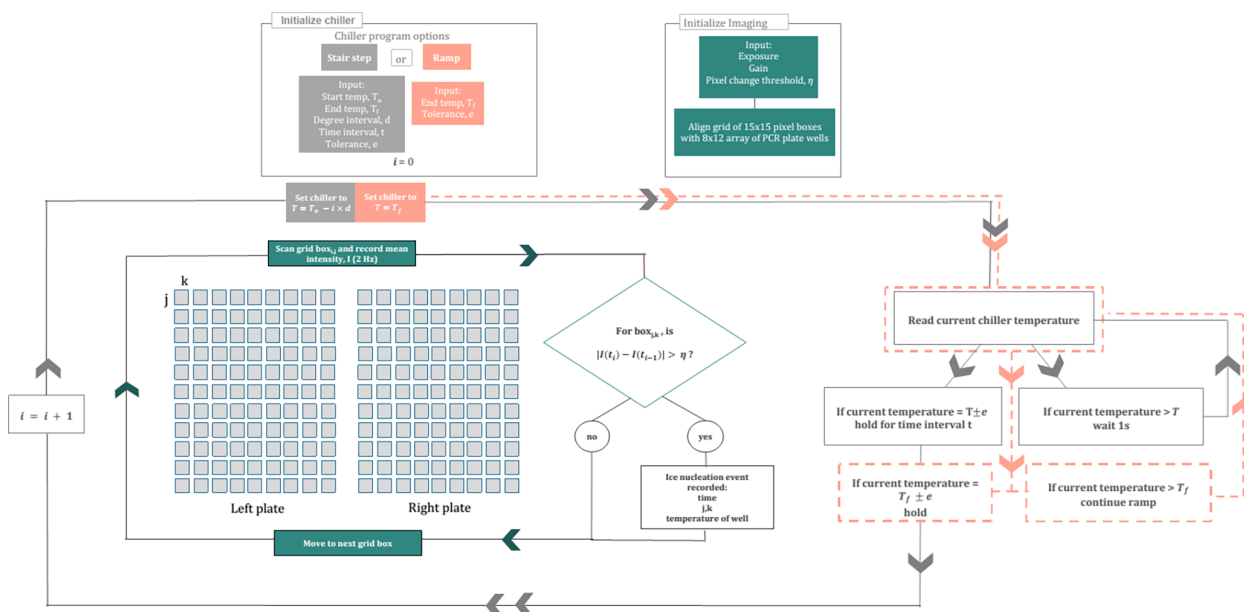 Initialize chiller
Chiller program options
Stair step
or
Ramp
Input:
Start temp, Tₒ
End temp, T_f
Degree interval, d
Time interval, t
Tolerance, e
Input:
End temp, T_f
Tolerance, e
i = 0
Initialize Imaging
Input:
Exposure
Gain
Pixel change threshold, η
Align grid of 15x15 pixel boxes
with 8x12 array of PCR plate wells
Set chiller to
T = Tₒ − i × d
Set chiller to
T = T_f
Scan grid box_i,j and record mean
intensity, I (2 Hz)
k
j
Left plate
Right plate
Move to next grid box
For box_j,k, is
|I(t_i) − I(t_{i−1})| > η ?
no
yes
Ice nucleation event
recorded:
time
j,k
temperature of well
i = i + 1
Read current chiller temperature
If current temperature = T±e
hold for time interval t
If current temperature > T
wait 1s
If current temperature =
T_f ± e
hold
If current temperature > T_f
continue ramp